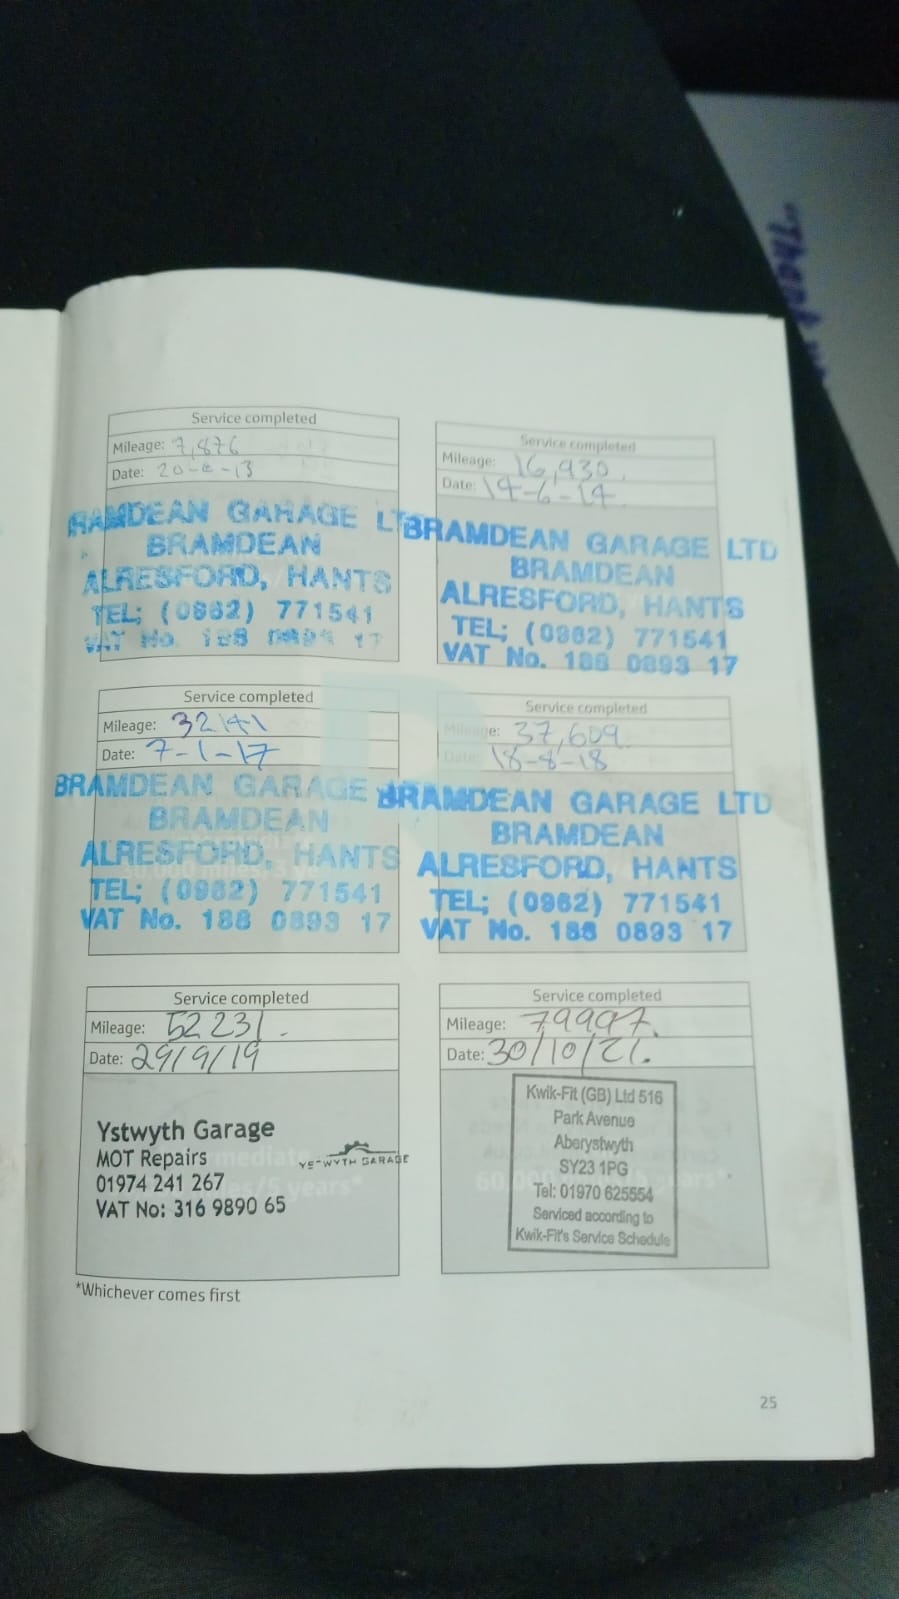 Service completed
Mileage: 7,876
Date: 20-6-13
RAMDEAN GARAGE LT
BRAMDEAN
ALRESFORD, HANTS
TEL; (0962) 771541
VAT No. 188 0893 17
Service completed
Mileage: 16,930.
Date: 14-6-14
BRAMDEAN GARAGE LTD
BRAMDEAN
ALRESFORD, HANTS
TEL; (0962) 771541
VAT No. 188 0893 17
Service completed
Mileage: 32141
Date: 7-1-17
BRAMDEAN GARAGE
BRAMDEAN
ALRESFORD, HANTS
TEL; (0962) 771541
VAT No. 188 0893 17
Service completed
Mileage: 37,609
Date: 18-8-18
BRAMDEAN GARAGE LTD
BRAMDEAN
ALRESFORD, HANTS
TEL; (0962) 771541
VAT No. 188 0893 17
Service completed
Mileage: 52231.
Date: 29/9/19
Ystwyth Garage
MOT Repairs
01974 241 267
VAT No: 316 9890 65
Service completed
Mileage: 79997.
Date: 30/10/21.
Kwik-Fit (GB) Ltd 516
Park Avenue
Aberystwyth
SY23 1PG
Tel: 01970 625554
Serviced according to
Kwik-Fit's Service Schedule
*Whichever comes first
25